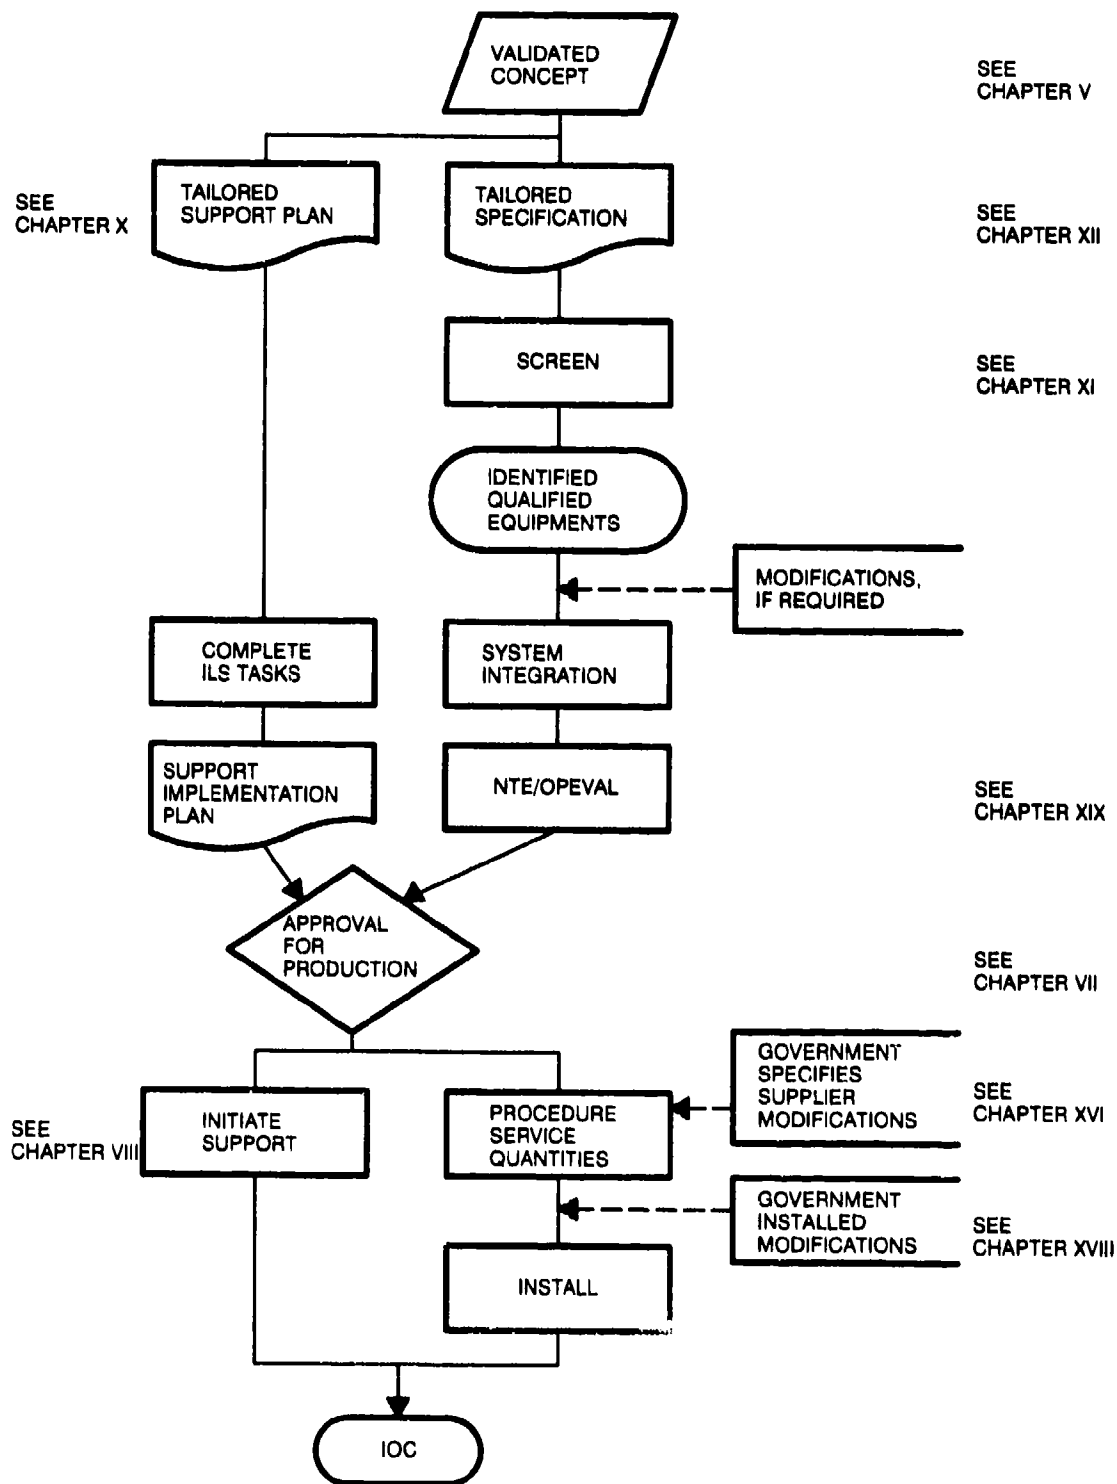 VALIDATED
CONCEPT
SEE
CHAPTER V
SEE
CHAPTER X
TAILORED
SUPPORT PLAN
TAILORED
SPECIFICATION
SEE
CHAPTER XII
SCREEN
SEE
CHAPTER XI
IDENTIFIED
QUALIFIED
EQUIPMENTS
MODIFICATIONS,
IF REQUIRED
COMPLETE
ILS TASKS
SYSTEM
INTEGRATION
SUPPORT
IMPLEMENTATION
PLAN
NTE/OPEVAL
SEE
CHAPTER XIX
APPROVAL
FOR
PRODUCTION
SEE
CHAPTER VII
GOVERNMENT
SPECIFIES
SUPPLIER
MODIFICATIONS
SEE
CHAPTER XVI
SEE
CHAPTER VIII
INITIATE
SUPPORT
PROCEDURE
SERVICE
QUANTITIES
GOVERNMENT
INSTALLED
MODIFICATIONS
SEE
CHAPTER XVIII
INSTALL
IOC